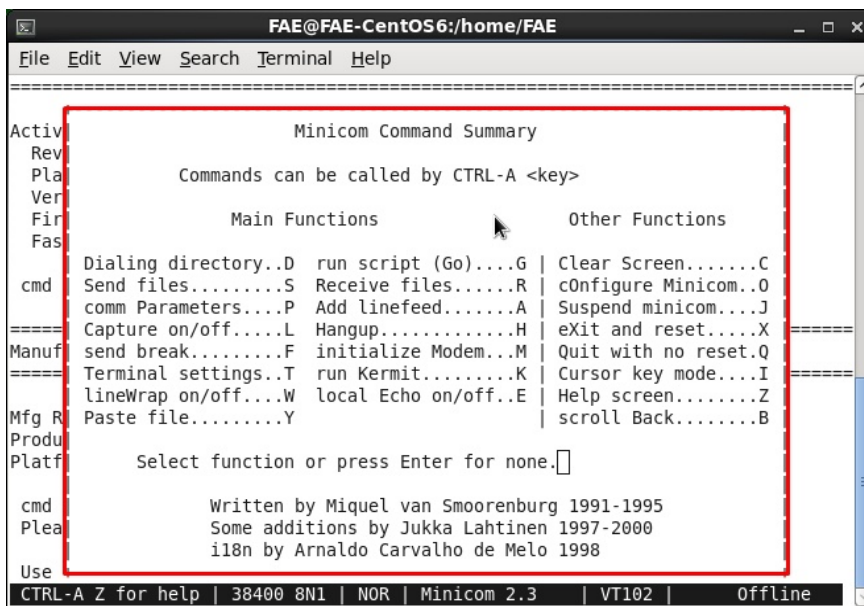 FAE@FAE-CentOS6:/home/FAE
File Edit View Search Terminal Help
================================================================================
Activ
Minicom Command Summary
Rev
Pla
Commands can be called by CTRL-A <key>
Ver
Fir
Main Functions Other Functions
Fas
Dialing directory..D run script (Go)....G | Clear Screen.......C
cmd
Send files.........S Receive files......R | cOnfigure Minicom..O
comm Parameters....P Add linefeed.......A | Suspend minicom....J
===== Capture on/off.....L Hangup.............H | eXit and reset.....X ======
Manuf
send break.........F initialize Modem...M | Quit with no reset.Q
===== Terminal settings..T run Kermit.........K | Cursor key mode....I ======
lineWrap on/off....W local Echo on/off..E | Help screen........Z
Mfg R
Paste file.........Y | scroll Back........B
Produ
Platf
Select function or press Enter for none.
cmd
Written by Miquel van Smoorenburg 1991-1995
Plea
Some additions by Jukka Lahtinen 1997-2000
i18n by Arnaldo Carvalho de Melo 1998
Use
CTRL-A Z for help | 38400 8N1 | NOR | Minicom 2.3 | VT102 | Offline